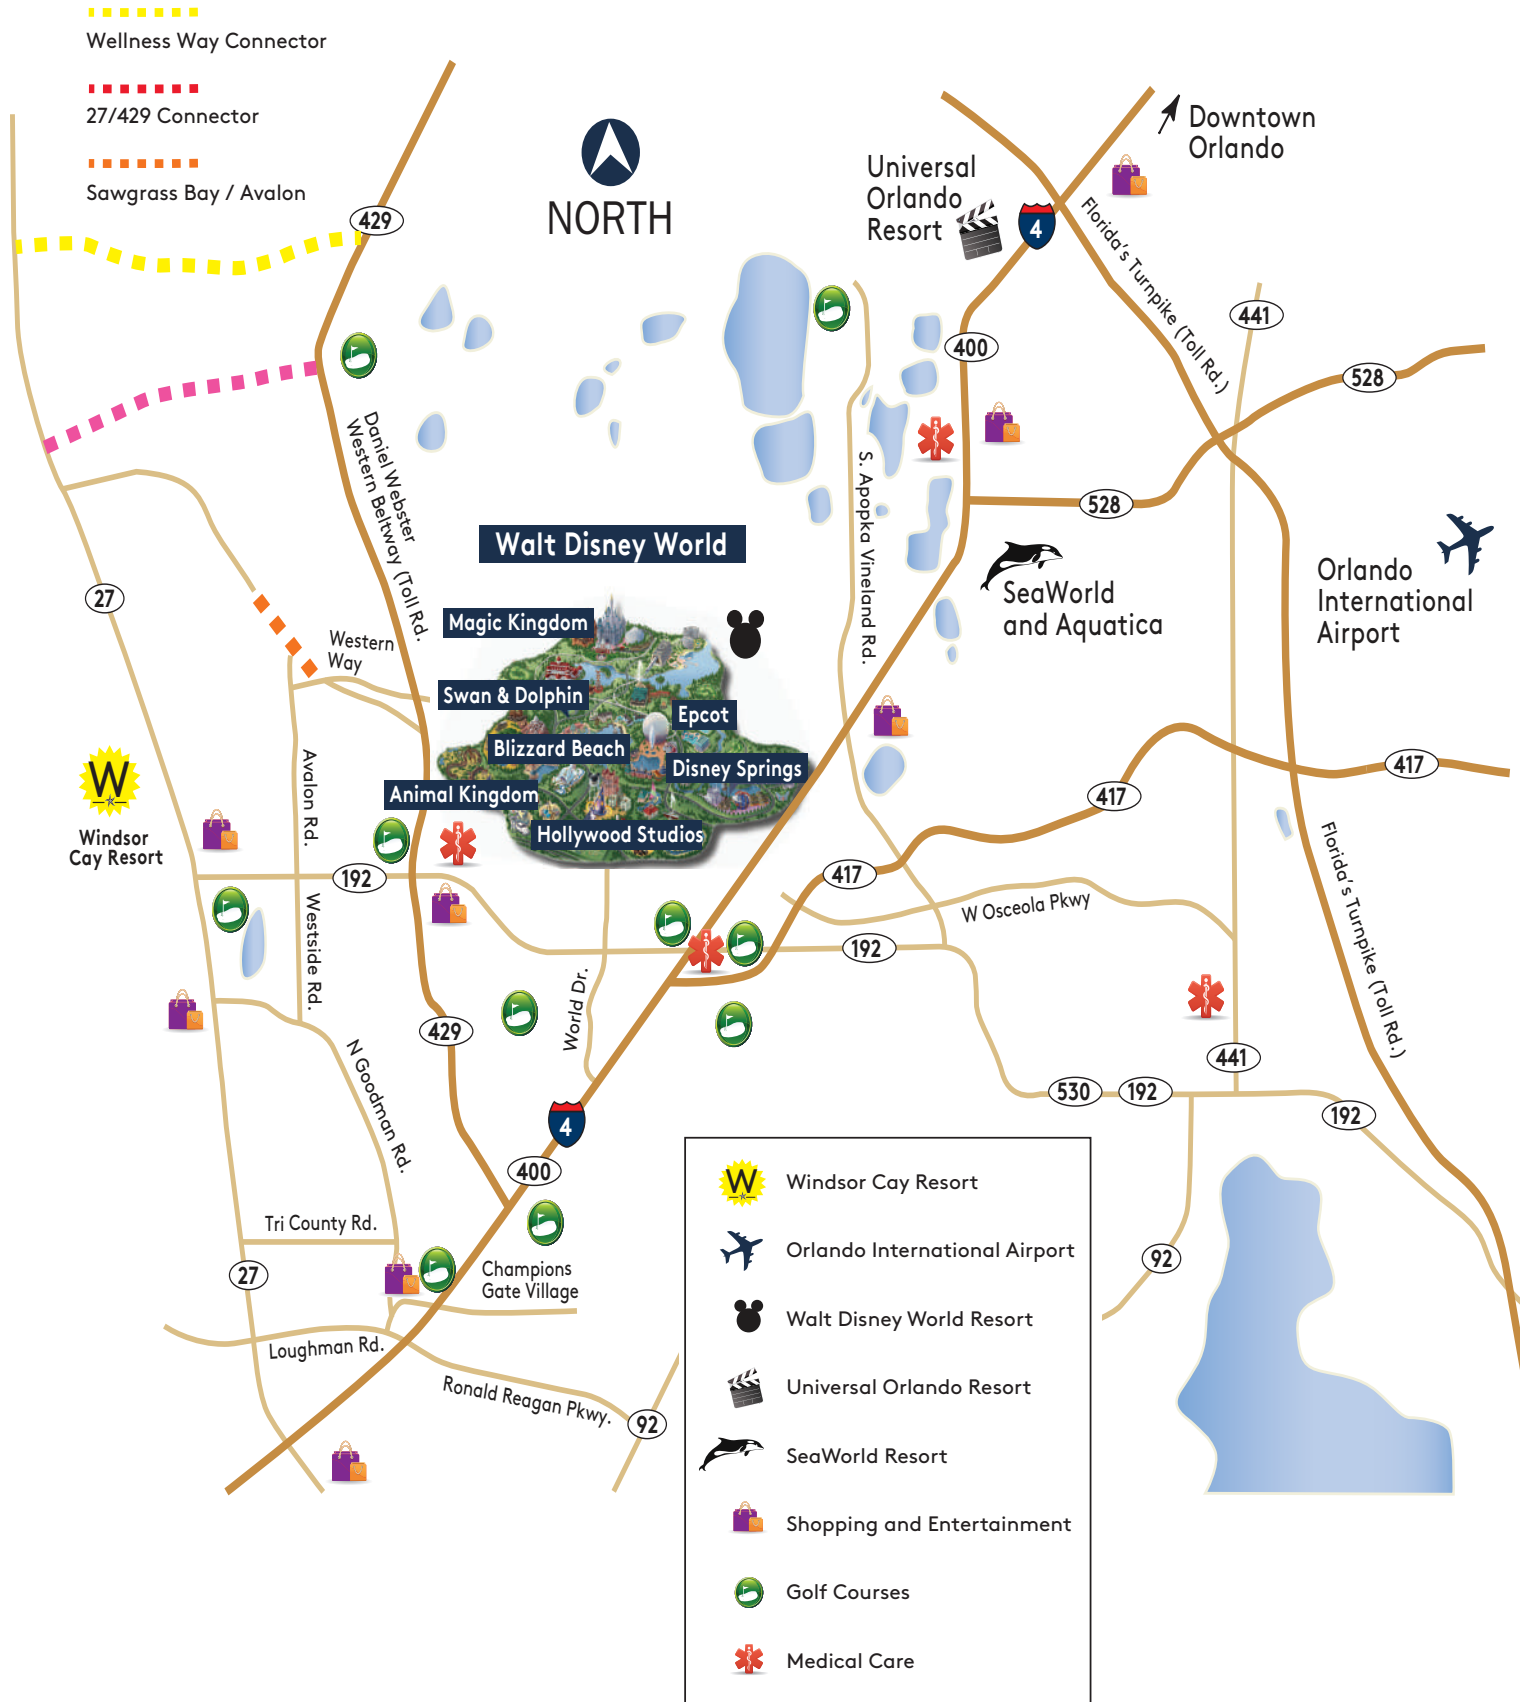 Wellness Way Connector
27/429 Connector
Sawgrass Bay / Avalon
429
NORTH
Universal
Orlando
Resort
4
Downtown
Orlando
Florida's Turnpike (Toll Rd.)
441
400
528
528
Daniel Webster
Western Beltway (Toll Rd.
S. Apopka Vineland Rd.
Walt Disney World
SeaWorld
and Aquatica
Orlando
International
Airport
27
Western
Way
Magic Kingdom
Swan & Dolphin
Epcot
Blizzard Beach
Disney Springs
Animal Kingdom
Hollywood Studios
W
Windsor
Cay Resort
Avalon Rd.
417
417
417
192
Westside Rd.
W Osceola Pkwy
192
Florida's Turnpike (Toll Rd.)
World Dr.
429
N Goodman Rd.
441
530
192
192
4
400
Tri County Rd.
27
Champions
Gate Village
92
Loughman Rd.
Ronald Reagan Pkwy.
92
W
Windsor Cay Resort
Orlando International Airport
Walt Disney World Resort
Universal Orlando Resort
SeaWorld Resort
Shopping and Entertainment
Golf Courses
Medical Care